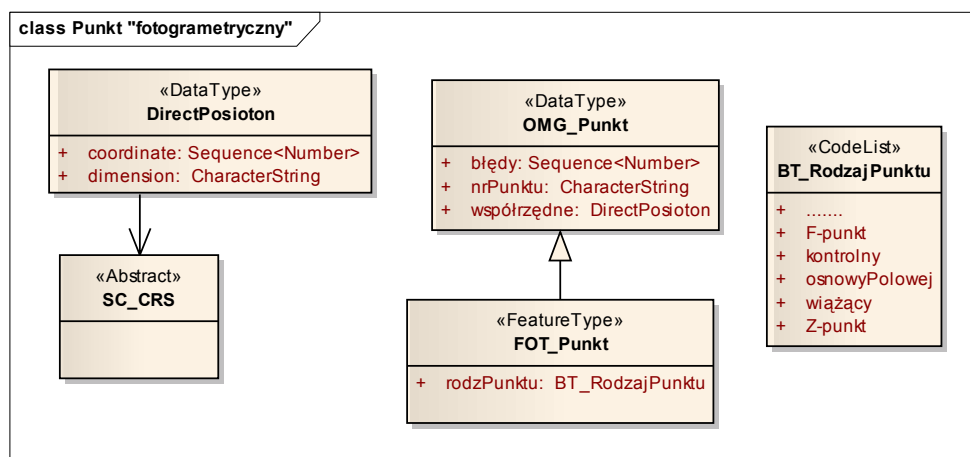 class Punkt "fotogrametryczny"
«DataType»
DirectPosioton
+ coordinate: Sequence<Number>
+ dimension: CharacterString
«Abstract»
SC_CRS
«DataType»
OMG_Punkt
+ błędy: Sequence<Number>
+ nrPunktu: CharacterString
+ współrzędne: DirectPosioton
«FeatureType»
FOT_Punkt
+ rodzPunktu: BT_RodzajPunktu
«CodeList»
BT_RodzajPunktu
+ .......
+ F-punkt
+ kontrolny
+ osnowyPolowej
+ wiążący
+ Z-punkt